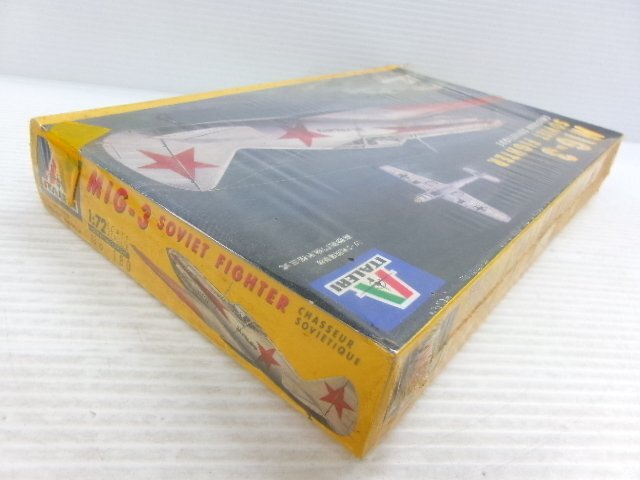 MIG-3
SOVIET FIGHTER
ITALERI
MIG-3 SOVIET FIGHTER
CHASSEUR
SOVIETIQUE
1:72